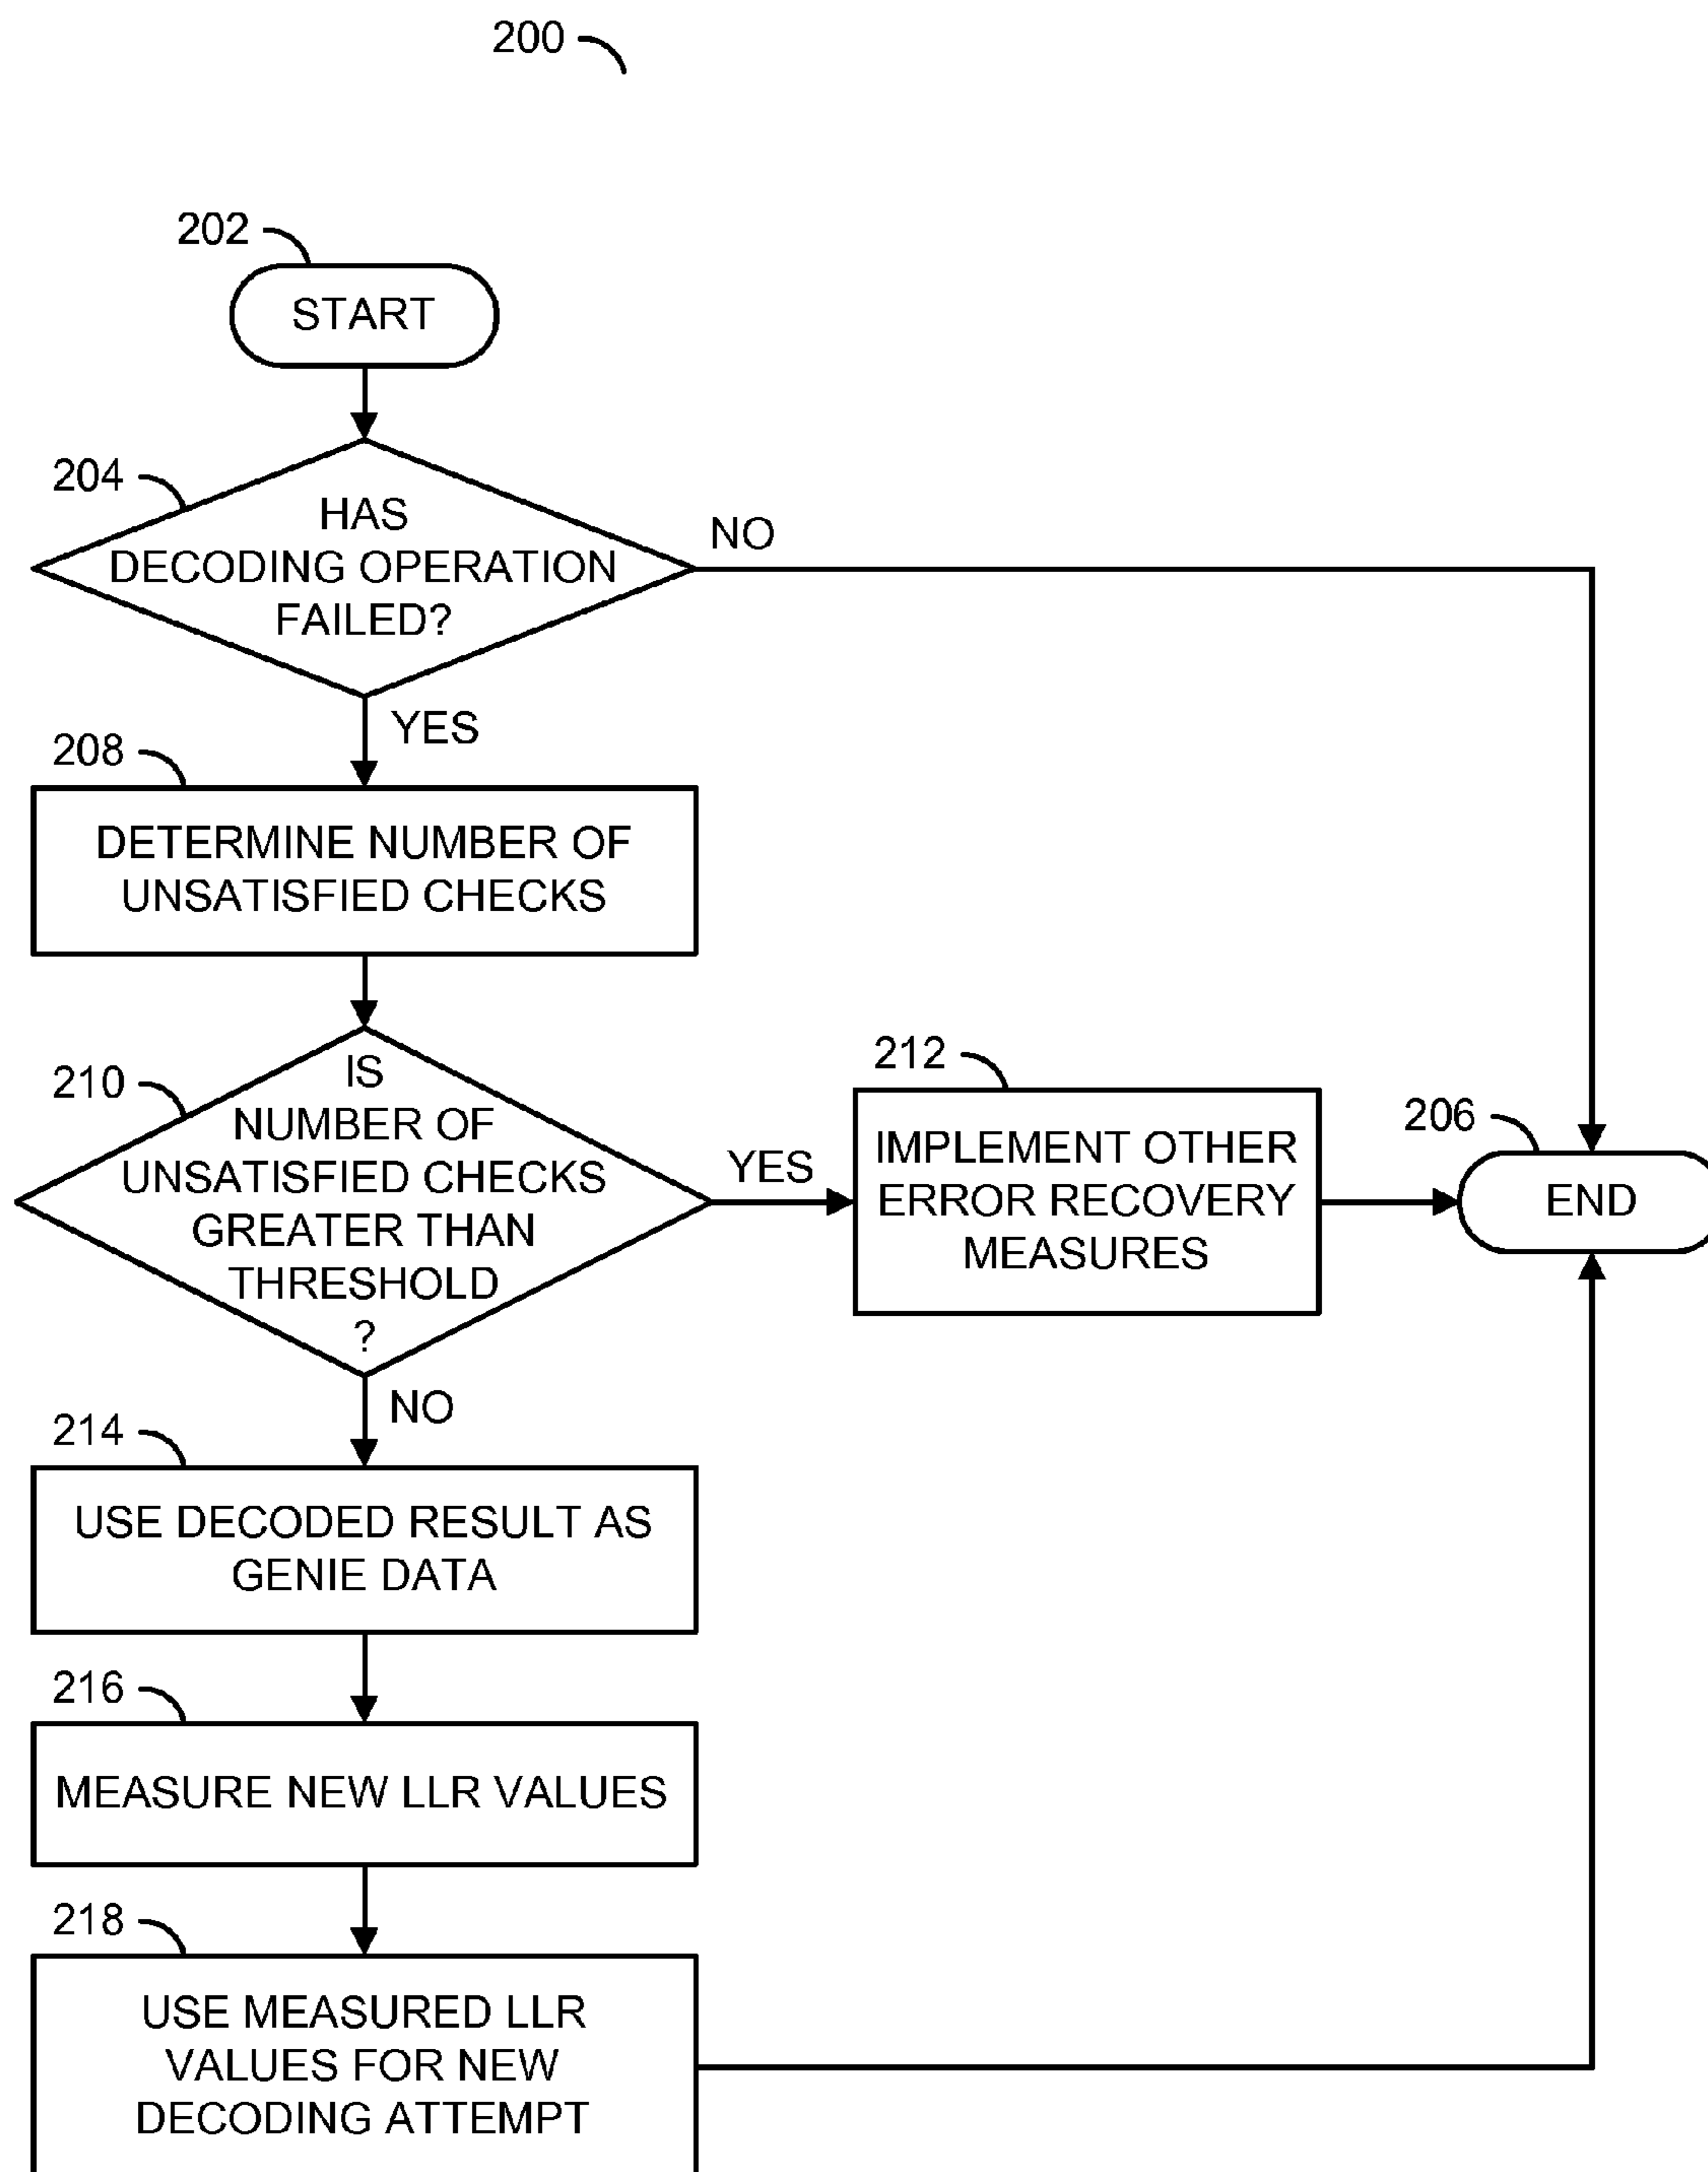 200
202
START
204
HAS
DECODING OPERATION
FAILED?
NO
YES
208
DETERMINE NUMBER OF
UNSATISFIED CHECKS
210
IS
NUMBER OF
UNSATISFIED CHECKS
GREATER THAN
THRESHOLD
?
YES
212
IMPLEMENT OTHER
ERROR RECOVERY
MEASURES
206
END
NO
214
USE DECODED RESULT AS
GENIE DATA
216
MEASURE NEW LLR VALUES
218
USE MEASURED LLR
VALUES FOR NEW
DECODING ATTEMPT